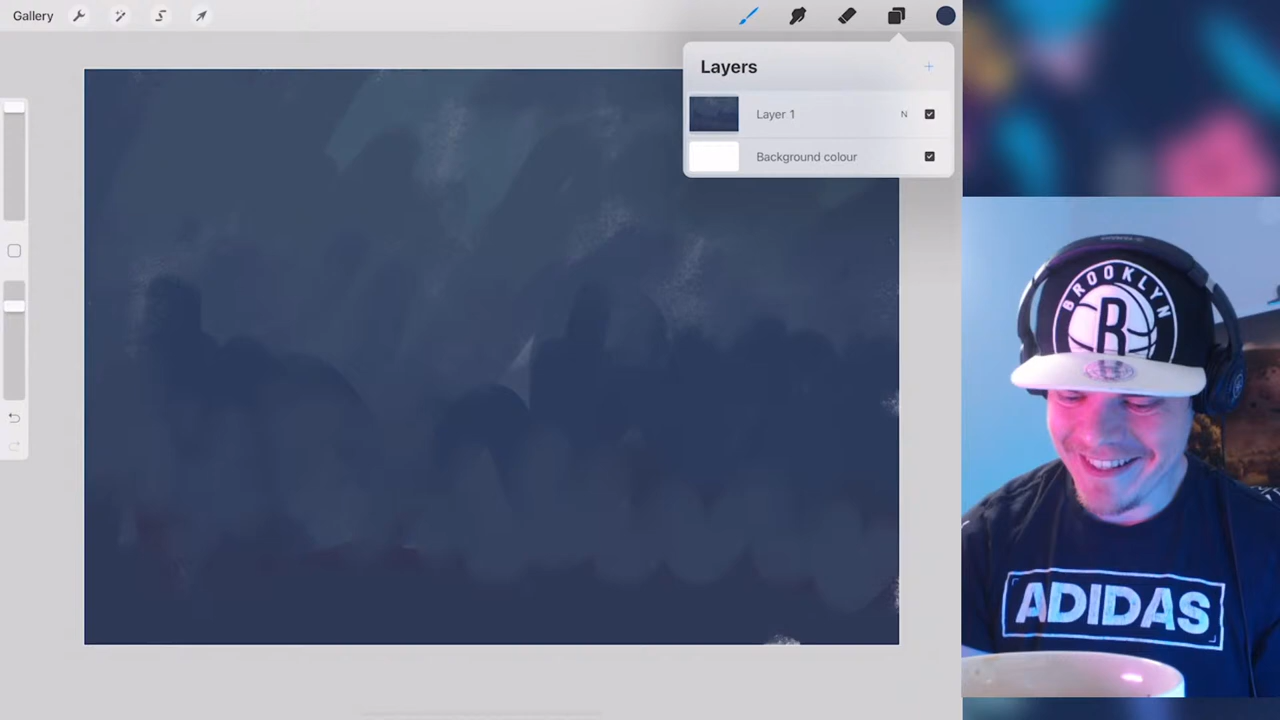 Gallery
Layers
Layer 1 N
Background colour
BROOKLYN
B
ADIDAS